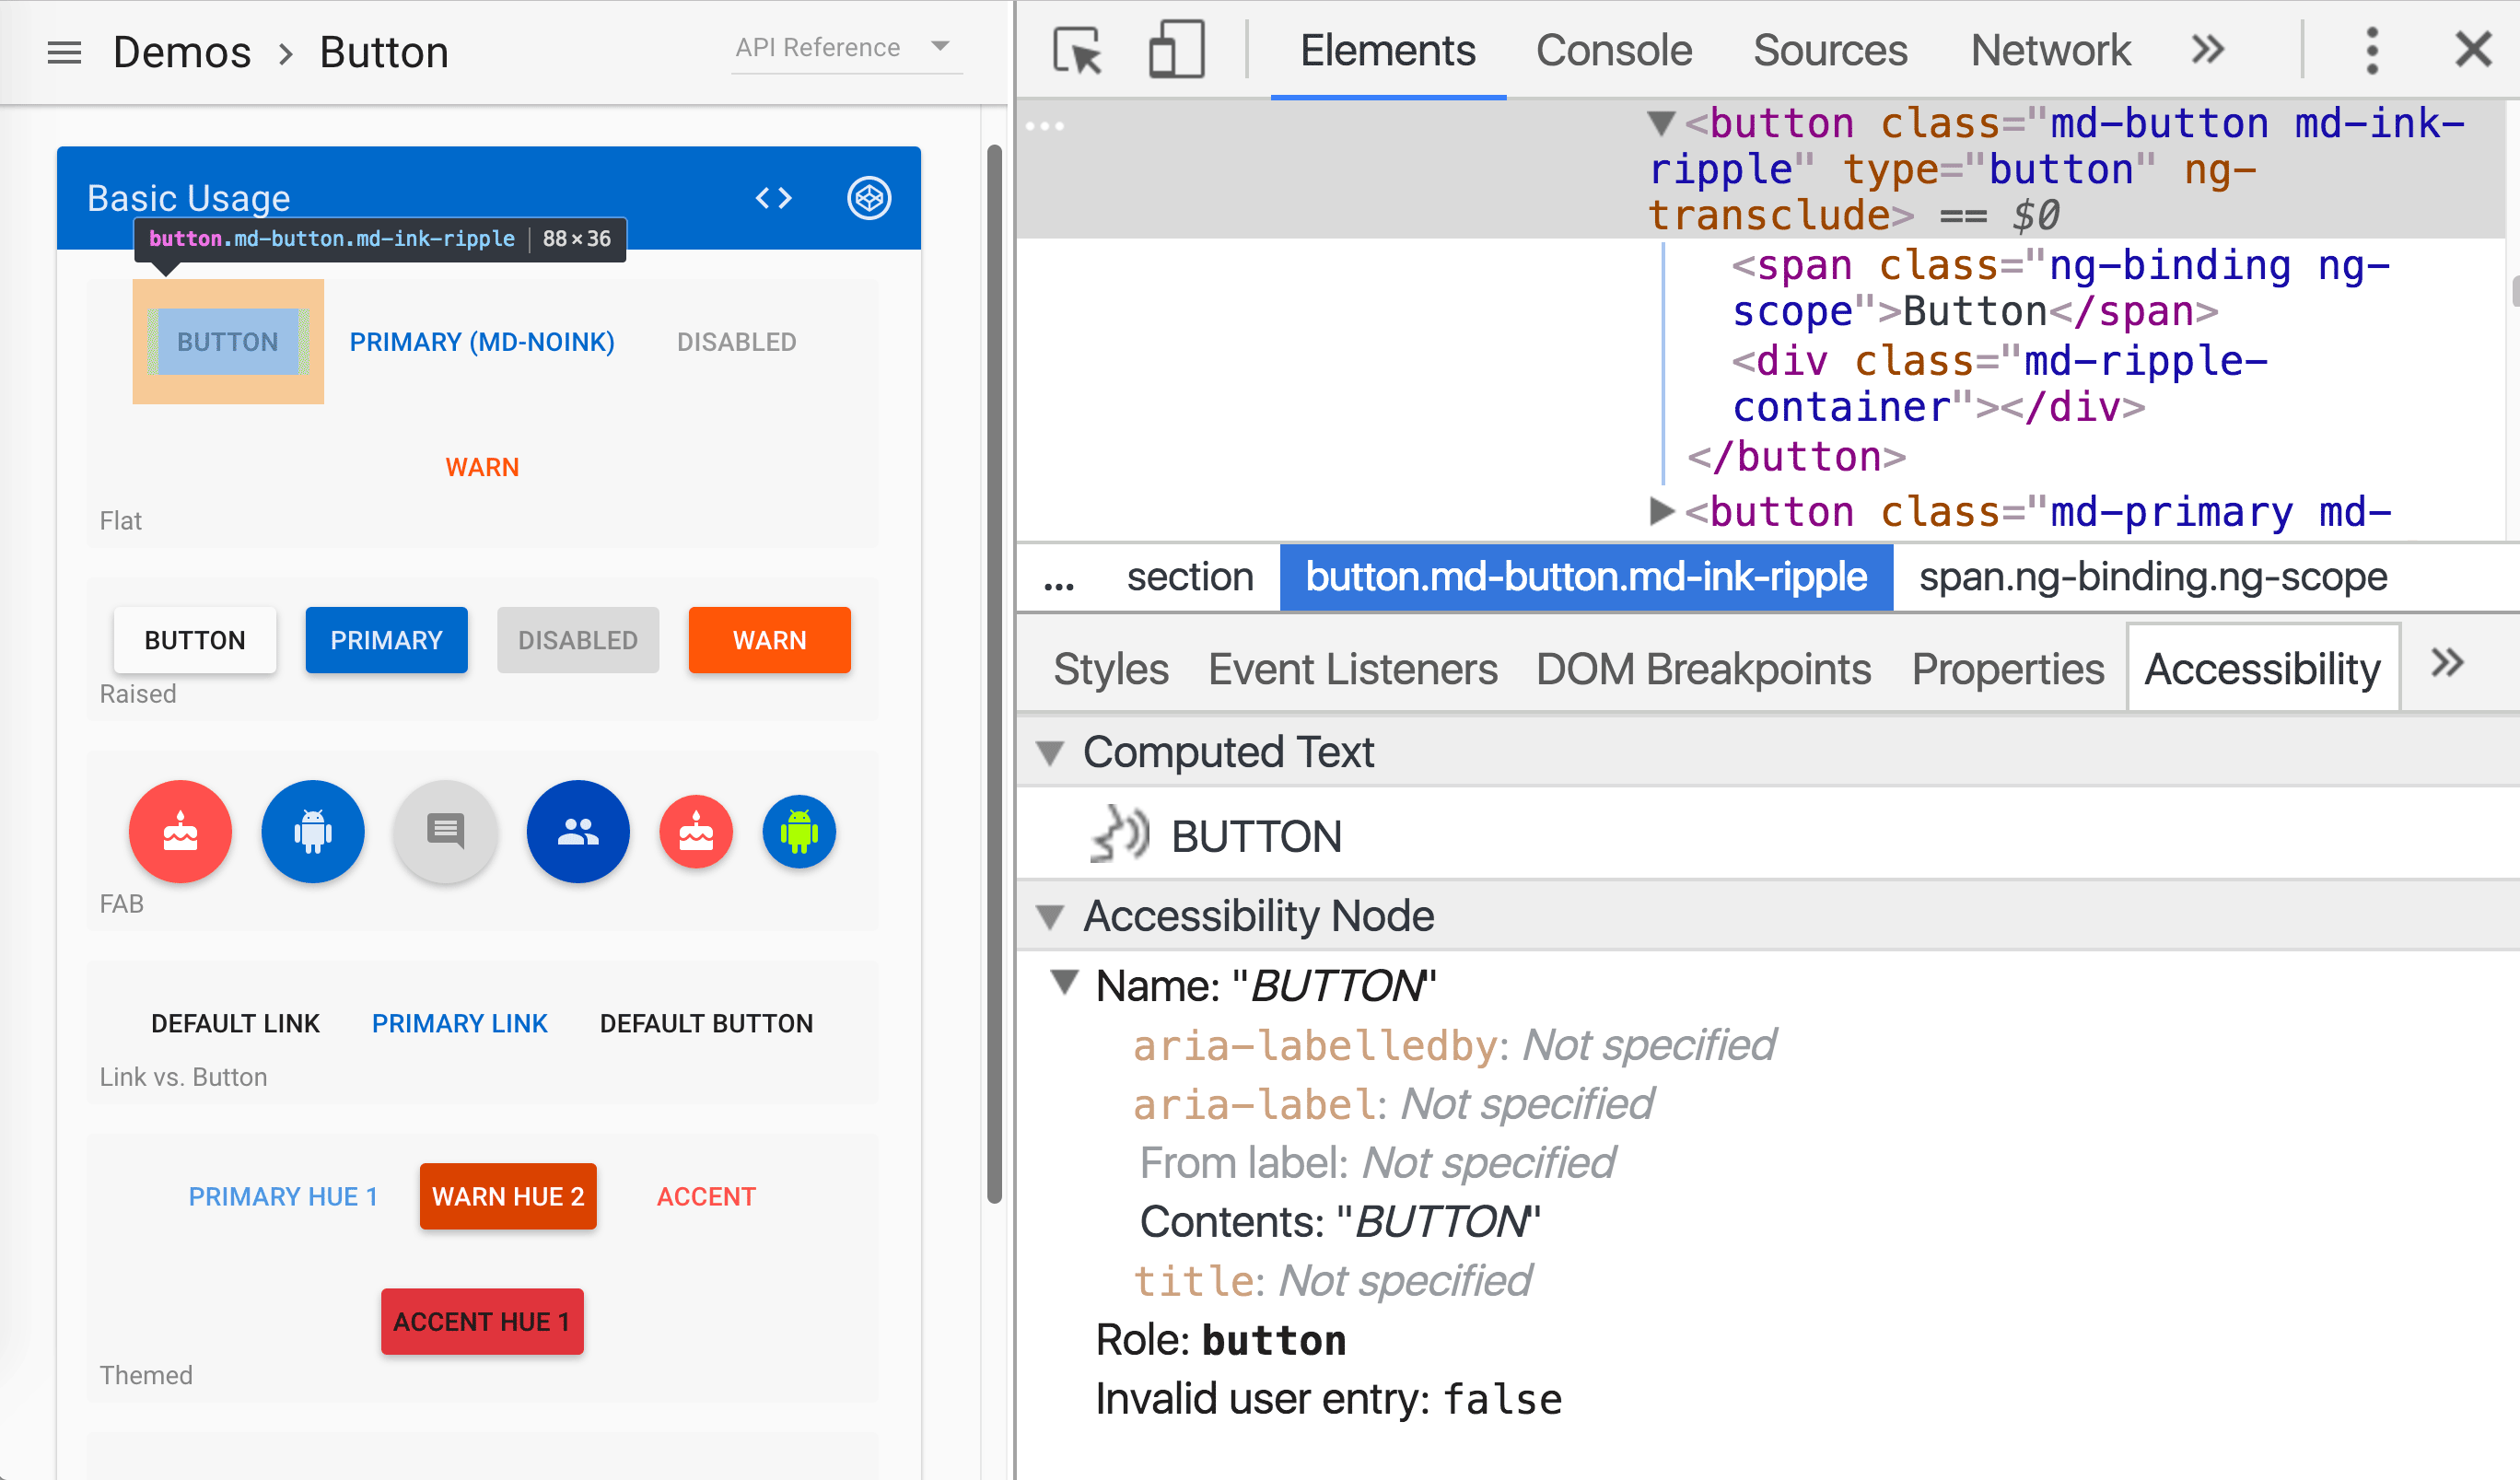 Demos › Button
API Reference
Basic Usage
button.md-button.md-ink-ripple | 88×36
BUTTON PRIMARY (MD-NOINK) DISABLED
WARN
Flat
BUTTON PRIMARY DISABLED WARN
Raised
FAB
DEFAULT LINK PRIMARY LINK DEFAULT BUTTON
Link vs. Button
PRIMARY HUE 1 WARN HUE 2 ACCENT
ACCENT HUE 1
Themed
Elements Console Sources Network »
...
<button class="md-button md-ink-
ripple" type="button" ng-
transclude> == $0
<span class="ng-binding ng-
scope">Button</span>
<div class="md-ripple-
container"></div>
</button>
<button class="md-primary md-
... section button.md-button.md-ink-ripple span.ng-binding.ng-scope
Styles Event Listeners DOM Breakpoints Properties Accessibility »
Computed Text
BUTTON
Accessibility Node
Name: "BUTTON"
aria-labelledby: Not specified
aria-label: Not specified
From label: Not specified
Contents: "BUTTON"
title: Not specified
Role: button
Invalid user entry: false